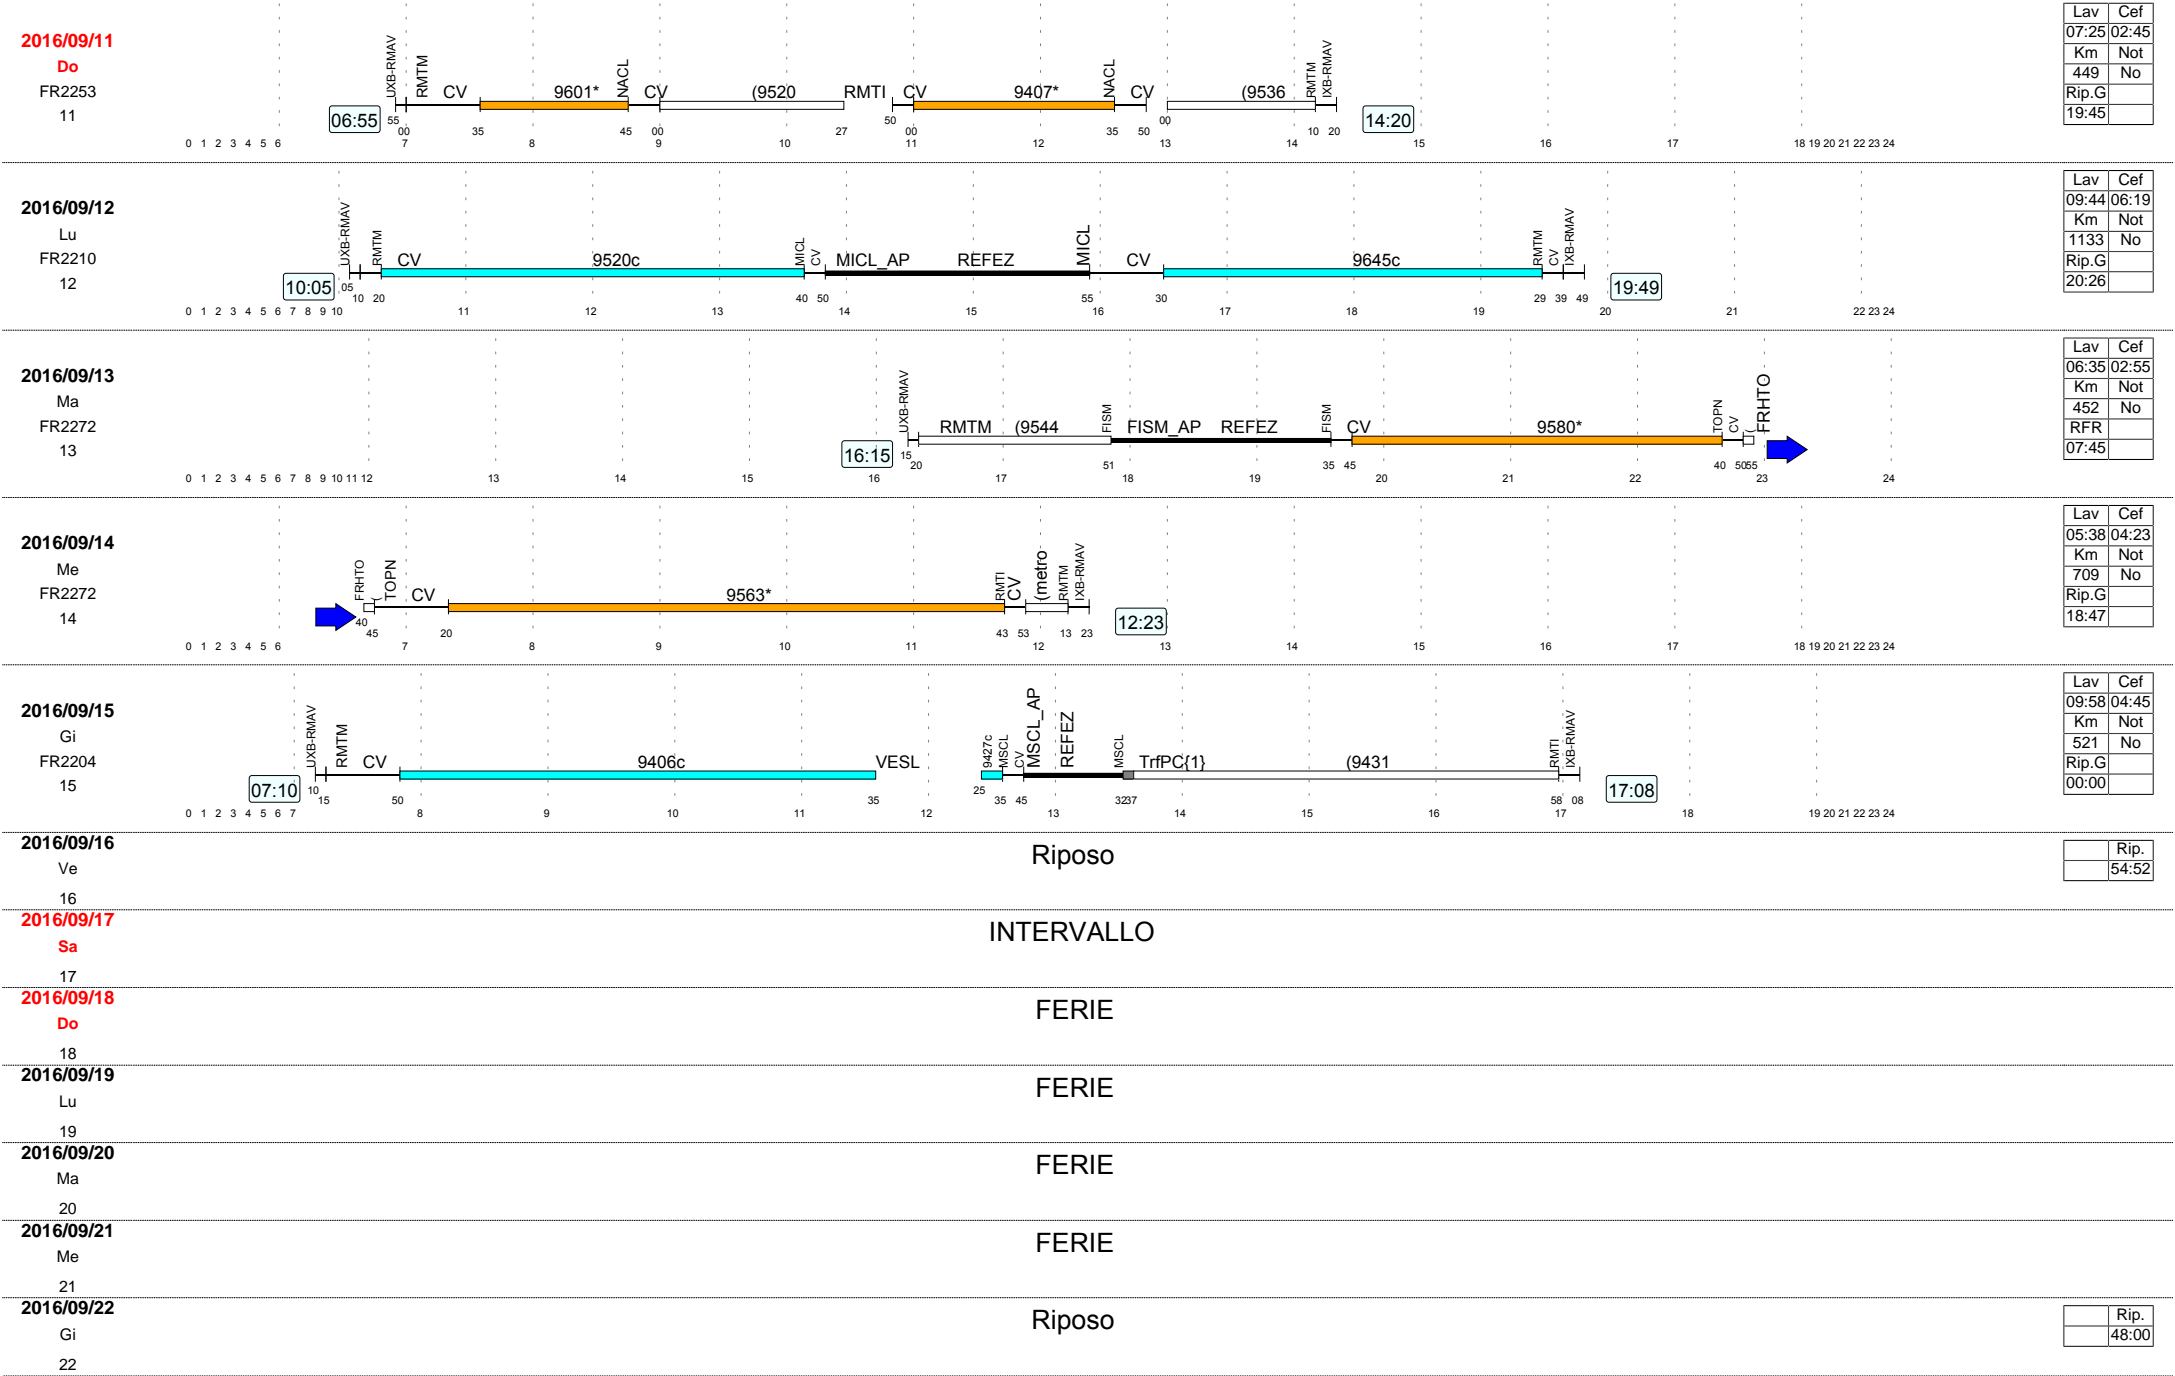 2016/09/11
Do
FR2253
11
06:55
UXB-RMAV
RMTM
CV
9601*
NACL
CV
(9520
RMTI
CV
9407*
NACL
CV
(9536
RMTM
IXB-RMAV
14:20
55 00 35 45 00 27 50 00 35 50 00 10 20
0 1 2 3 4 5 6 7 8 9 10 11 12 13 14 15 16 17 18 19 20 21 22 23 24
Lav Cef
07:25 02:45
Km Not
449 No
Rip.G
19:45
2016/09/12
Lu
FR2210
12
10:05
UXB-RMAV
RMTM
CV
9520c
MICL
CV
MICL_AP
REFEZ
MICL
CV
9645c
RMTM
CV
IXB-RMAV
19:49
05 10 20 40 50 55 30 29 39 49
0 1 2 3 4 5 6 7 8 9 10 11 12 13 14 15 16 17 18 19 20 21 22 23 24
Lav Cef
09:44 06:19
Km Not
1133 No
Rip.G
20:26
2016/09/13
Ma
FR2272
13
16:15
UXB-RMAV
RMTM
(9544
FISM
FISM_AP
REFEZ
FISM
CV
9580*
TOPN
CV
(
FRHTO
15 20 51 35 45 40 50 55
0 1 2 3 4 5 6 7 8 9 10 11 12 13 14 15 16 17 18 19 20 21 22 23 24
Lav Cef
06:35 02:55
Km Not
452 No
RFR
07:45
2016/09/14
Me
FR2272
14
FRHTO
(
TOPN
CV
9563*
RMTI
CV
(metro
RMTM
IXB-RMAV
12:23
40 45 20 43 53 13 23
0 1 2 3 4 5 6 7 8 9 10 11 12 13 14 15 16 17 18 19 20 21 22 23 24
Lav Cef
05:38 04:23
Km Not
709 No
Rip.G
18:47
2016/09/15
Gi
FR2204
15
07:10
UXB-RMAV
RMTM
CV
9406c
VESL
9427c
MSCL
CV
MSCL_AP
REFEZ
MSCL
TrfPC{1}
(9431
RMTI
IXB-RMAV
17:08
10 15 50 35 25 35 45 32 37 58 08
0 1 2 3 4 5 6 7 8 9 10 11 12 13 14 15 16 17 18 19 20 21 22 23 24
Lav Cef
09:58 04:45
Km Not
521 No
Rip.G
00:00
2016/09/16
Ve
16
Riposo
Rip.
54:52
2016/09/17
Sa
17
INTERVALLO
2016/09/18
Do
18
FERIE
2016/09/19
Lu
19
FERIE
2016/09/20
Ma
20
FERIE
2016/09/21
Me
21
FERIE
2016/09/22
Gi
22
Riposo
Rip.
48:00